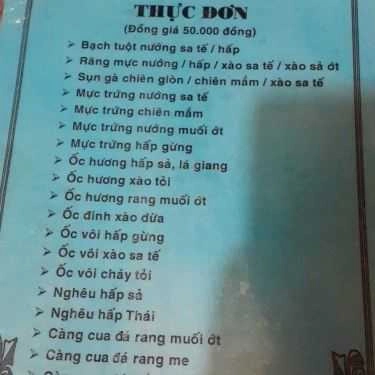 THỰC ĐƠN
(Đồng giá 50.000 đồng)
➤ Bạch tuột nướng sa tế / hấp
➤ Răng mực nướng / hấp / xào sa tế / xào sả ớt
➤ Sụn gà chiên giòn / chiên mắm / xào sa tế
➤ Mực trứng nướng sa tế
➤ Mực trứng chiên mắm
➤ Mực trứng nướng muối ớt
➤ Mực trứng hấp gừng
➤ Ốc hương hấp sả, lá giang
➤ Ốc hương xào tỏi
➤ Ốc hương rang muối ớt
➤ Ốc đinh xào dừa
➤ Ốc vôi hấp gừng
➤ Ốc vôi xào sa tế
➤ Ốc vôi cháy tỏi
➤ Nghêu hấp sả
➤ Nghêu hấp Thái
➤ Càng cua đá rang muối ớt
➤ Càng cua đá rang me